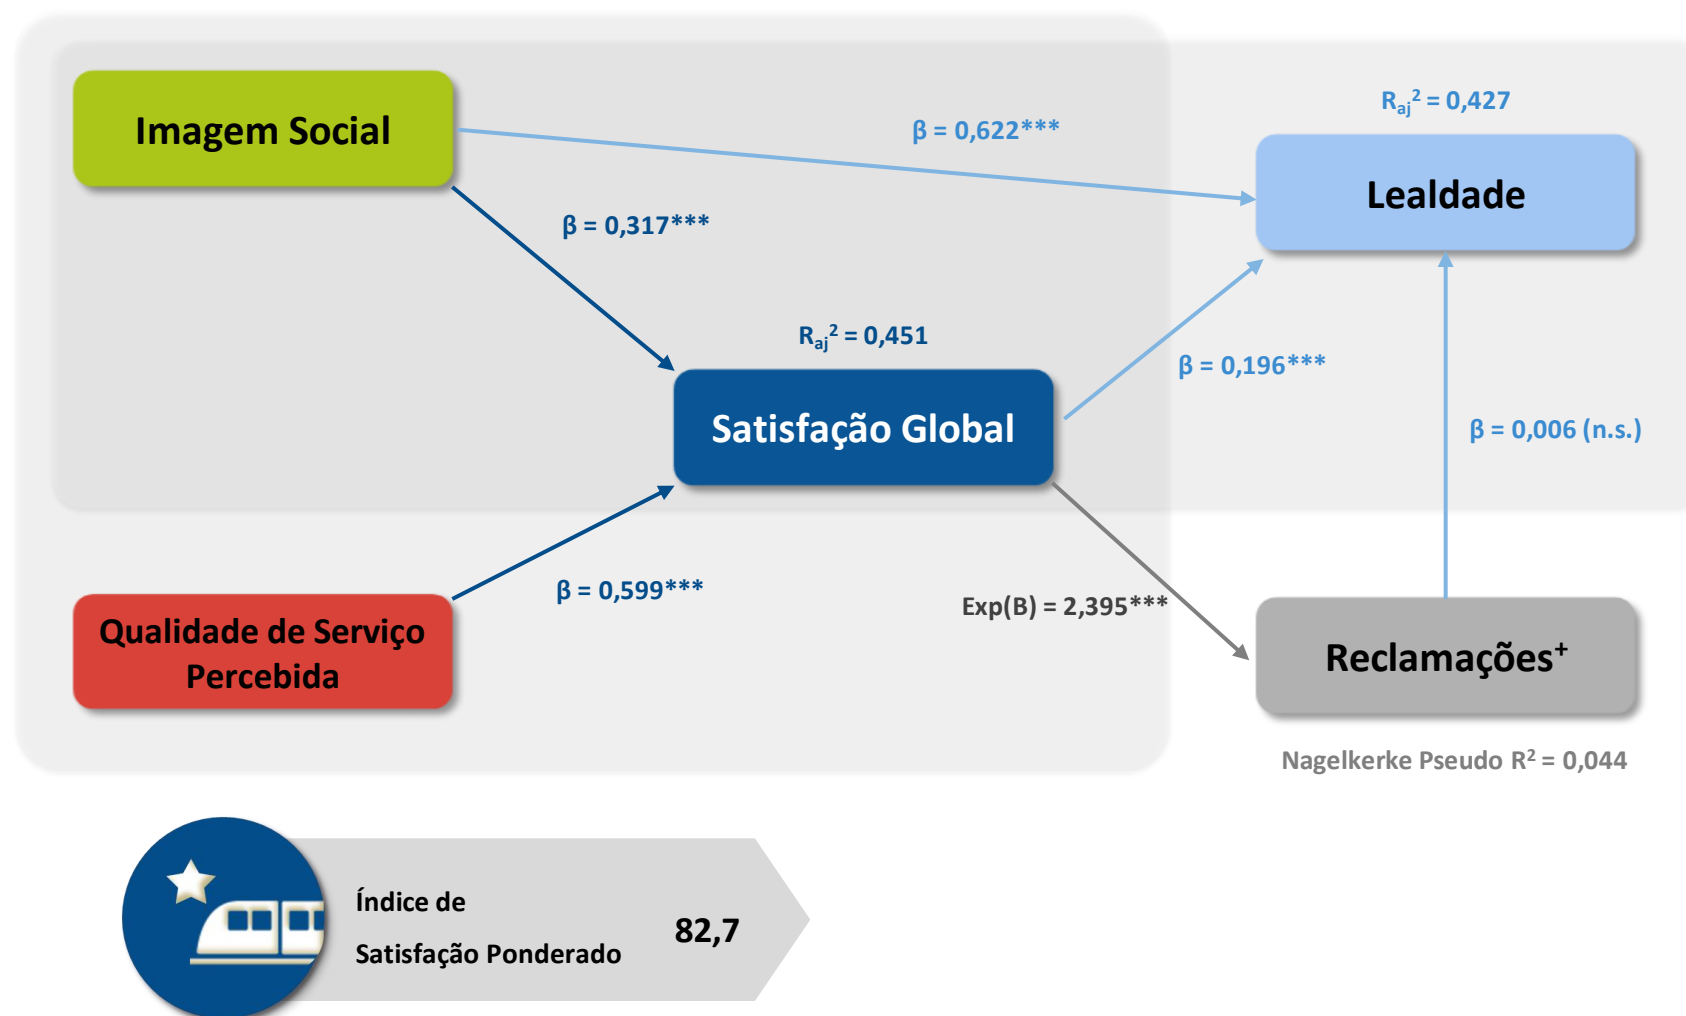 Imagem Social
β = 0,622***
R_aj² = 0,427
Lealdade
β = 0,317***
R_aj² = 0,451
β = 0,196***
Satisfação Global
β = 0,006 (n.s.)
β = 0,599***
Exp(B) = 2,395***
Qualidade de Serviço
Percebida
Reclamações⁺
Nagelkerke Pseudo R² = 0,044
Índice de
Satisfação Ponderado
82,7